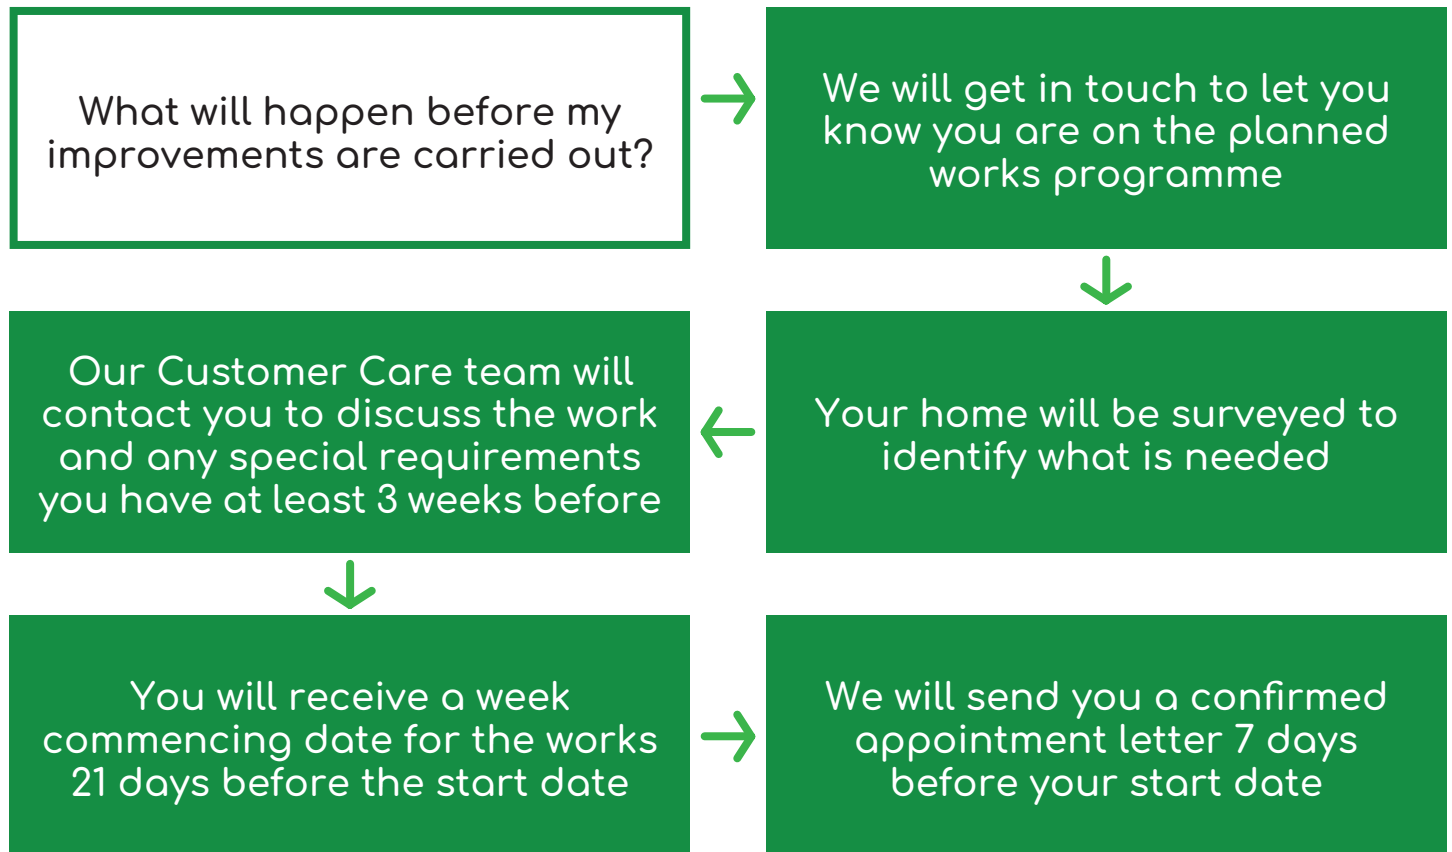 What will happen before my
improvements are carried out?
We will get in touch to let you
know you are on the planned
works programme
Your home will be surveyed to
identify what is needed
Our Customer Care team will
contact you to discuss the work
and any special requirements
you have at least 3 weeks before
You will receive a week
commencing date for the works
21 days before the start date
We will send you a confirmed
appointment letter 7 days
before your start date